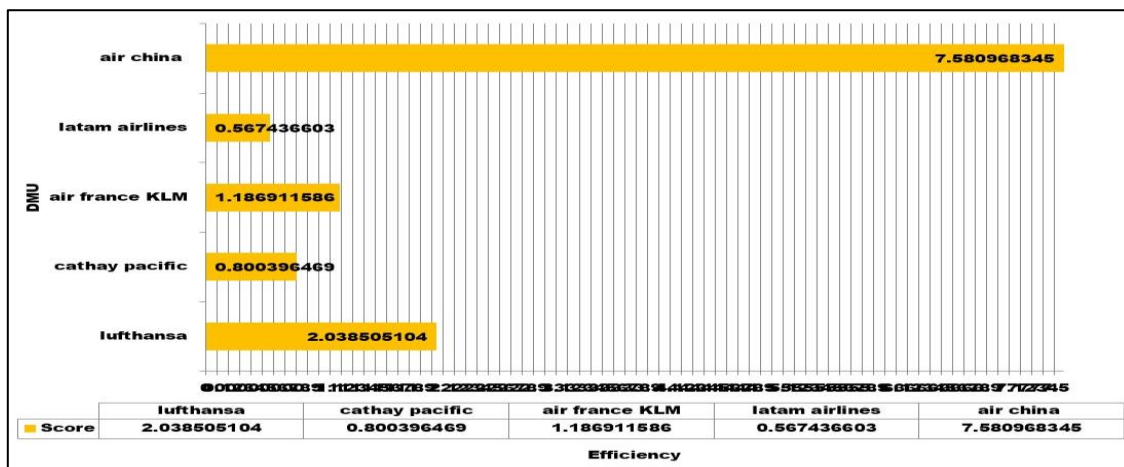 air china
7.580968345
latam airlines
0.567436603
DMU
air france KLM
1.186911586
cathay pacific
0.800396469
lufthansa
2.038505104
lufthansa cathay pacific air france KLM latam airlines air china
Score 2.038505104 0.800396469 1.186911586 0.567436603 7.580968345
Efficiency